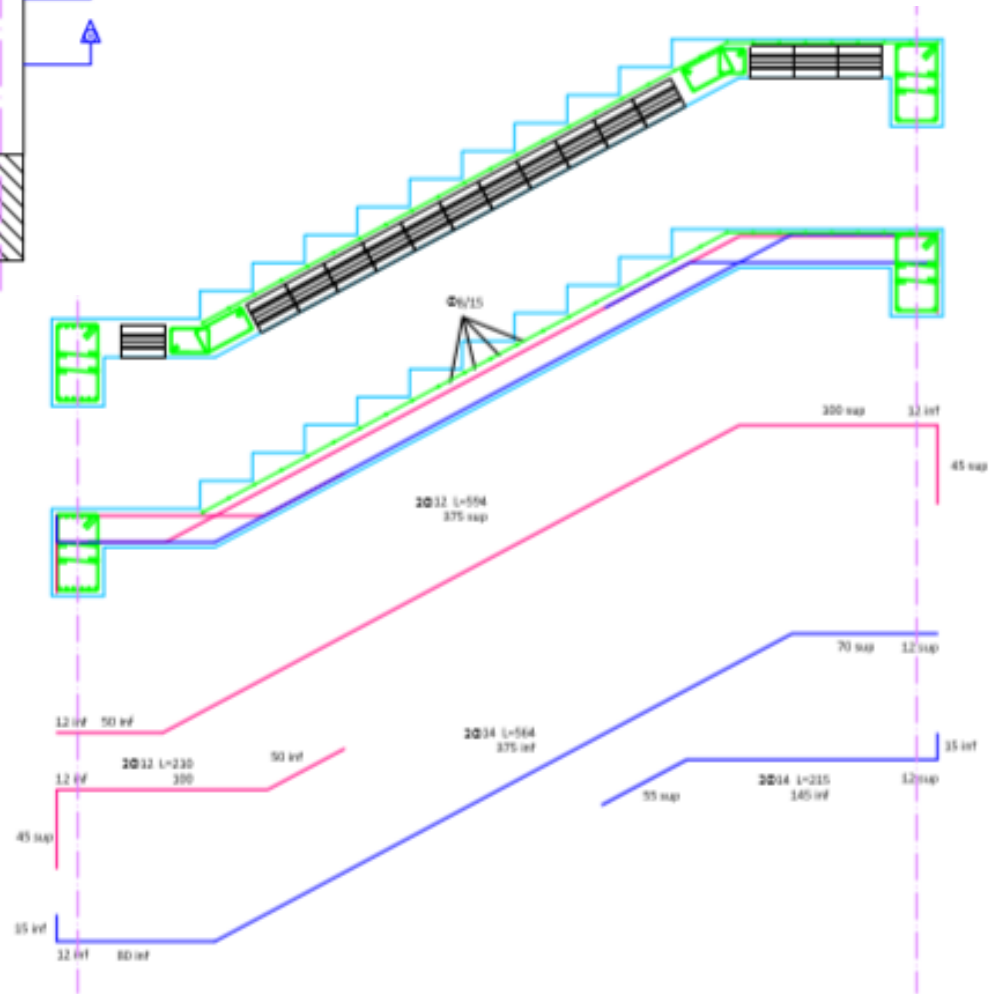 Φ6/15
100 sup 12 inf
45 sup
2Φ12 L=594
375 sup
70 sup 12 sup
12 inf 50 inf
2Φ14 L=564
375 inf
50 inf
15 inf
2Φ12 L=210
12 inf 100
2Φ14 L=215
12 sup
55 sup 145 inf
45 sup
15 inf
12 inf 80 inf